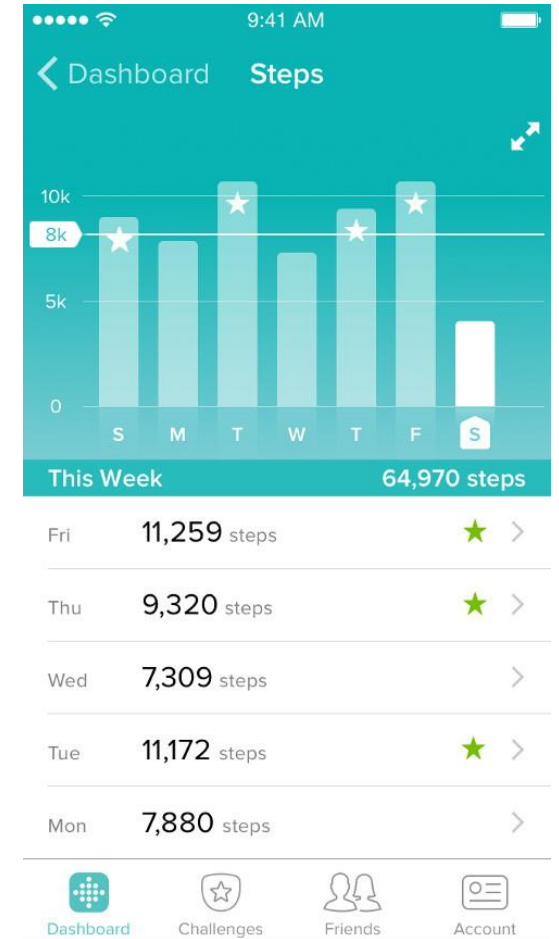 9:41 AM
Dashboard Steps
10k
8k
5k
0
S M T W T F S
This Week 64,970 steps
Fri 11,259 steps
Thu 9,320 steps
Wed 7,309 steps
Tue 11,172 steps
Mon 7,880 steps
Dashboard Challenges Friends Account